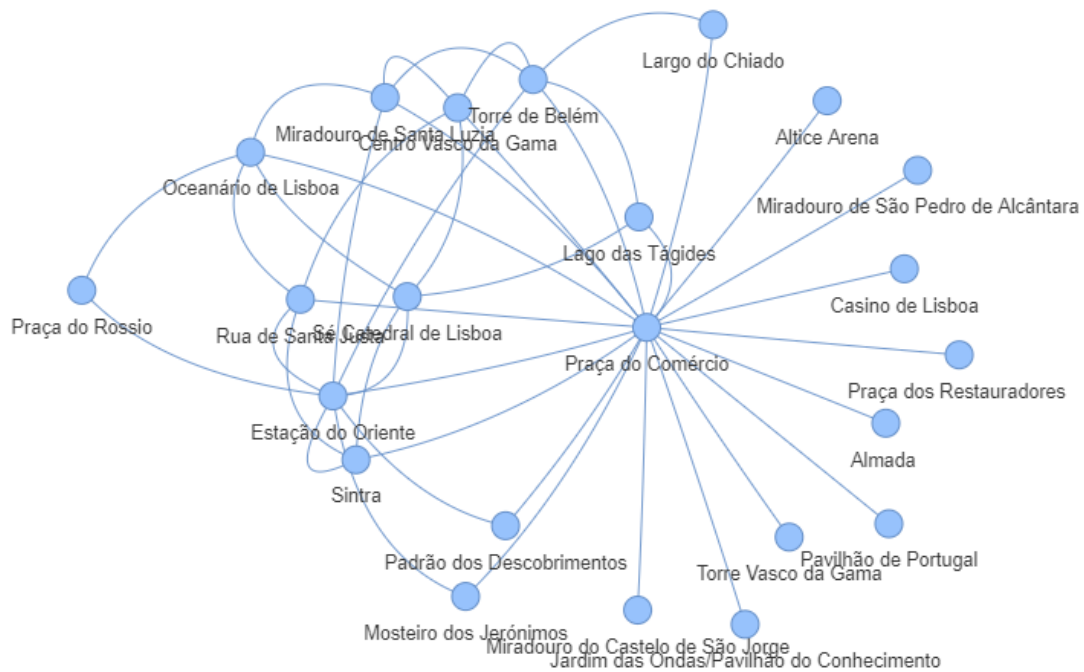 Largo do Chiado
Torre de Belém
Miradouro de Santa Luzia
Altice Arena
Centro Vasco da Gama
Oceanário de Lisboa
Miradouro de São Pedro de Alcântara
Lago das Tágides
Casino de Lisboa
Praça do Rossio
Rua de Santa Justa
Sé Catedral de Lisboa
Praça do Comércio
Praça dos Restauradores
Estação do Oriente
Almada
Sintra
Padrão dos Descobrimentos
Pavilhão de Portugal
Torre Vasco da Gama
Mosteiro dos Jerónimos
Miradouro do Castelo de São Jorge
Jardim das Ondas/Pavilhão do Conhecimento